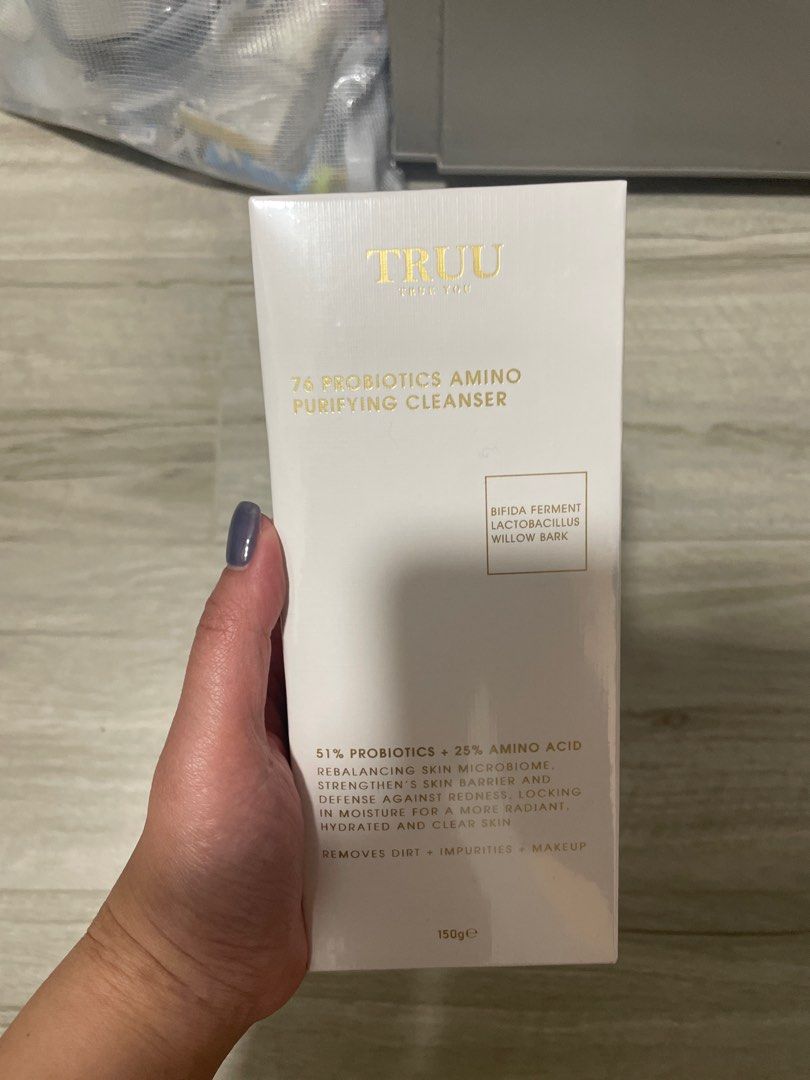 TRUU
TRUE YOU
76 PROBIOTICS AMINO
PURIFYING CLEANSER
BIFIDA FERMENT
LACTOBACILLUS
WILLOW BARK
51% PROBIOTICS + 25% AMINO ACID
REBALANCING SKIN MICROBIOME,
STRENGTHEN'S SKIN BARRIER AND
DEFENSE AGAINST REDNESS, LOCKING
IN MOISTURE FOR A MORE RADIANT,
HYDRATED AND CLEAR SKIN
REMOVES DIRT + IMPURITIES + MAKEUP
150g℮